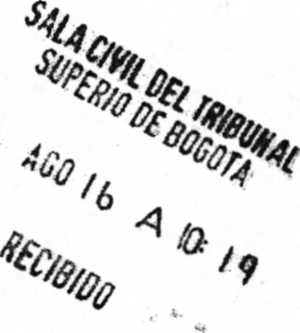 SALA CIVIL DEL TRIBUNAL
SUPERIO DE BOGOTA
AGO 16 A 10: 19
RECIBIDO